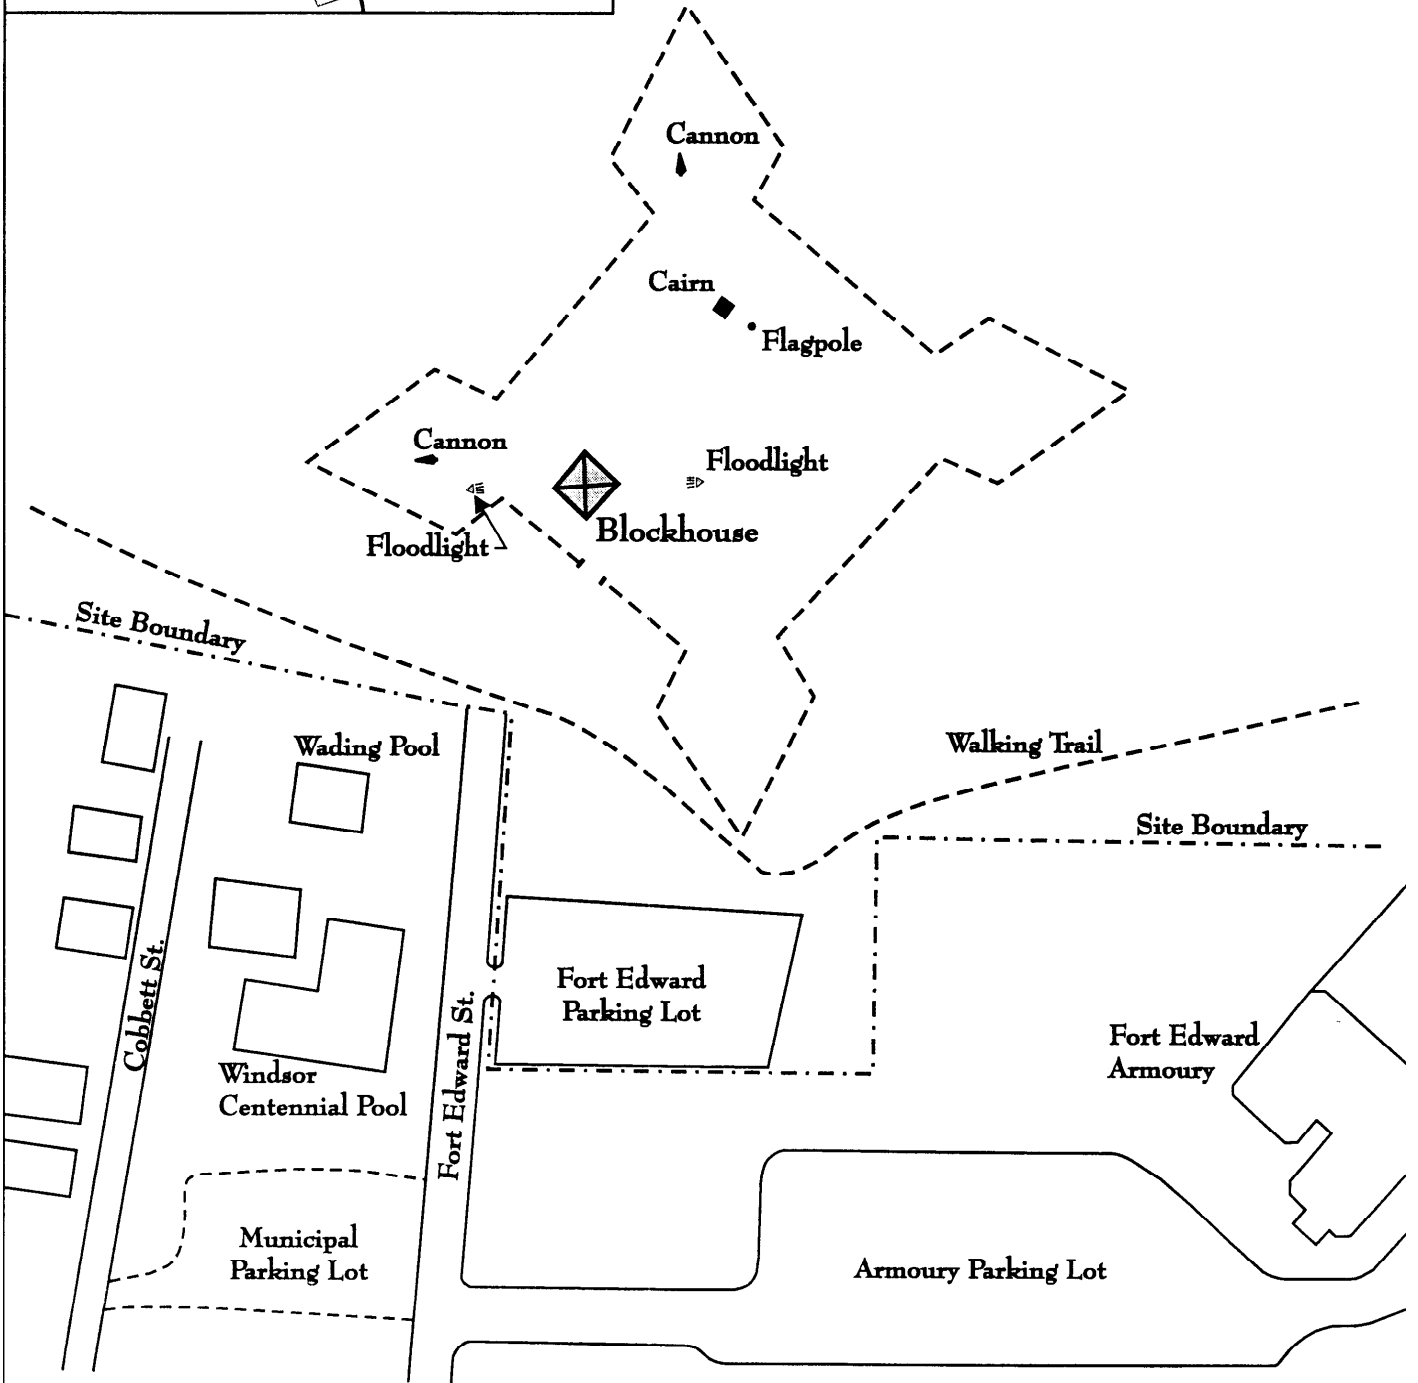 Cannon
Cairn
Flagpole
Cannon
Floodlight
Blockhouse
Floodlight
Site Boundary
Wading Pool
Walking Trail
Site Boundary
Fort Edward
Parking Lot
Cobbett St.
Fort Edward St.
Fort Edward
Armoury
Windsor
Centennial Pool
Municipal
Parking Lot
Armoury Parking Lot